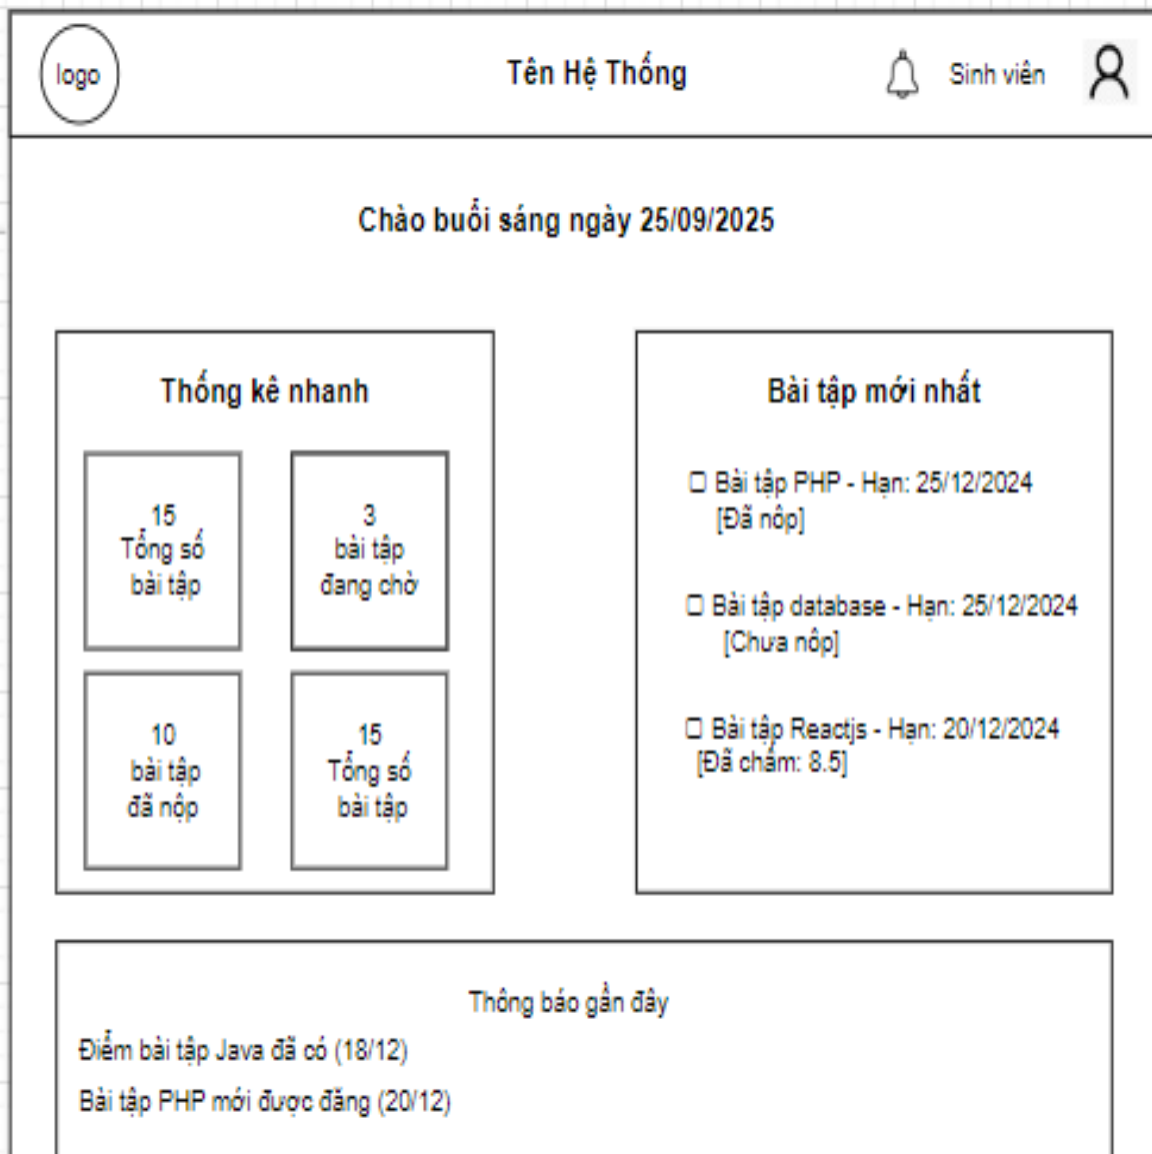 logo
Tên Hệ Thống
Sinh viên
Chào buổi sáng ngày 25/09/2025
Thống kê nhanh
15
Tổng số
bài tập
3
bài tập
đang chờ
10
bài tập
đã nộp
15
Tổng số
bài tập
Bài tập mới nhất
□ Bài tập PHP - Hạn: 25/12/2024
[Đã nôp]
□ Bài tập database - Hạn: 25/12/2024
[Chưa nôp]
□ Bài tập Reactjs - Hạn: 20/12/2024
[Đã chấm: 8.5]
Thông báo gần đây
Điểm bài tập Java đã có (18/12)
Bài tập PHP mới được đăng (20/12)